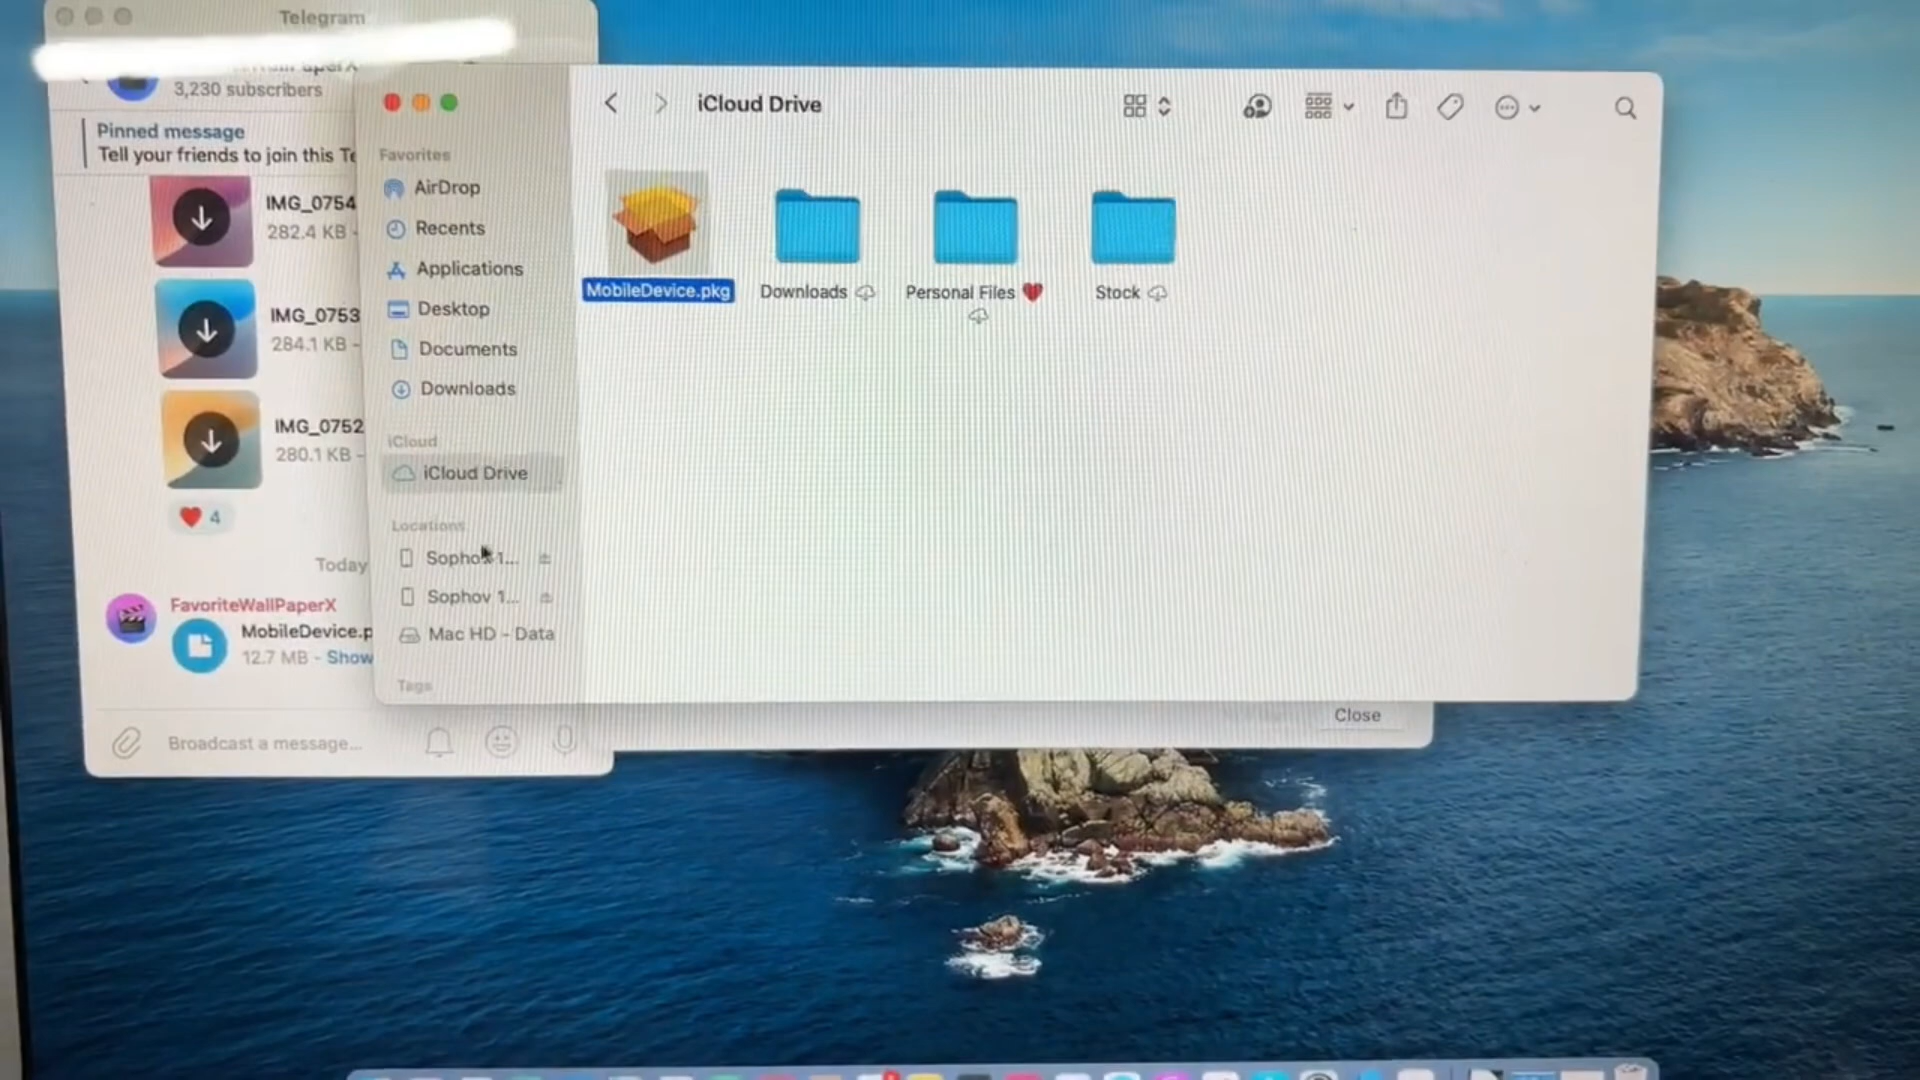 Telegram
3,230 subscribers
Pinned message
Tell your friends to join this Te
IMG_0754
282.4 KB -
IMG_0753
284.1 KB -
IMG_0752
280.1 KB -
4
Today
FavoriteWallPaperX
MobileDevice.p
12.7 MB - Show
Broadcast a message...
iCloud Drive
Favorites
AirDrop
Recents
Applications
Desktop
Documents
Downloads
iCloud
iCloud Drive
Locations
Sophov 1...
Sophov 1...
Mac HD - Data
Tags
MobileDevice.pkg
Downloads
Personal Files ❤️
Stock
Close